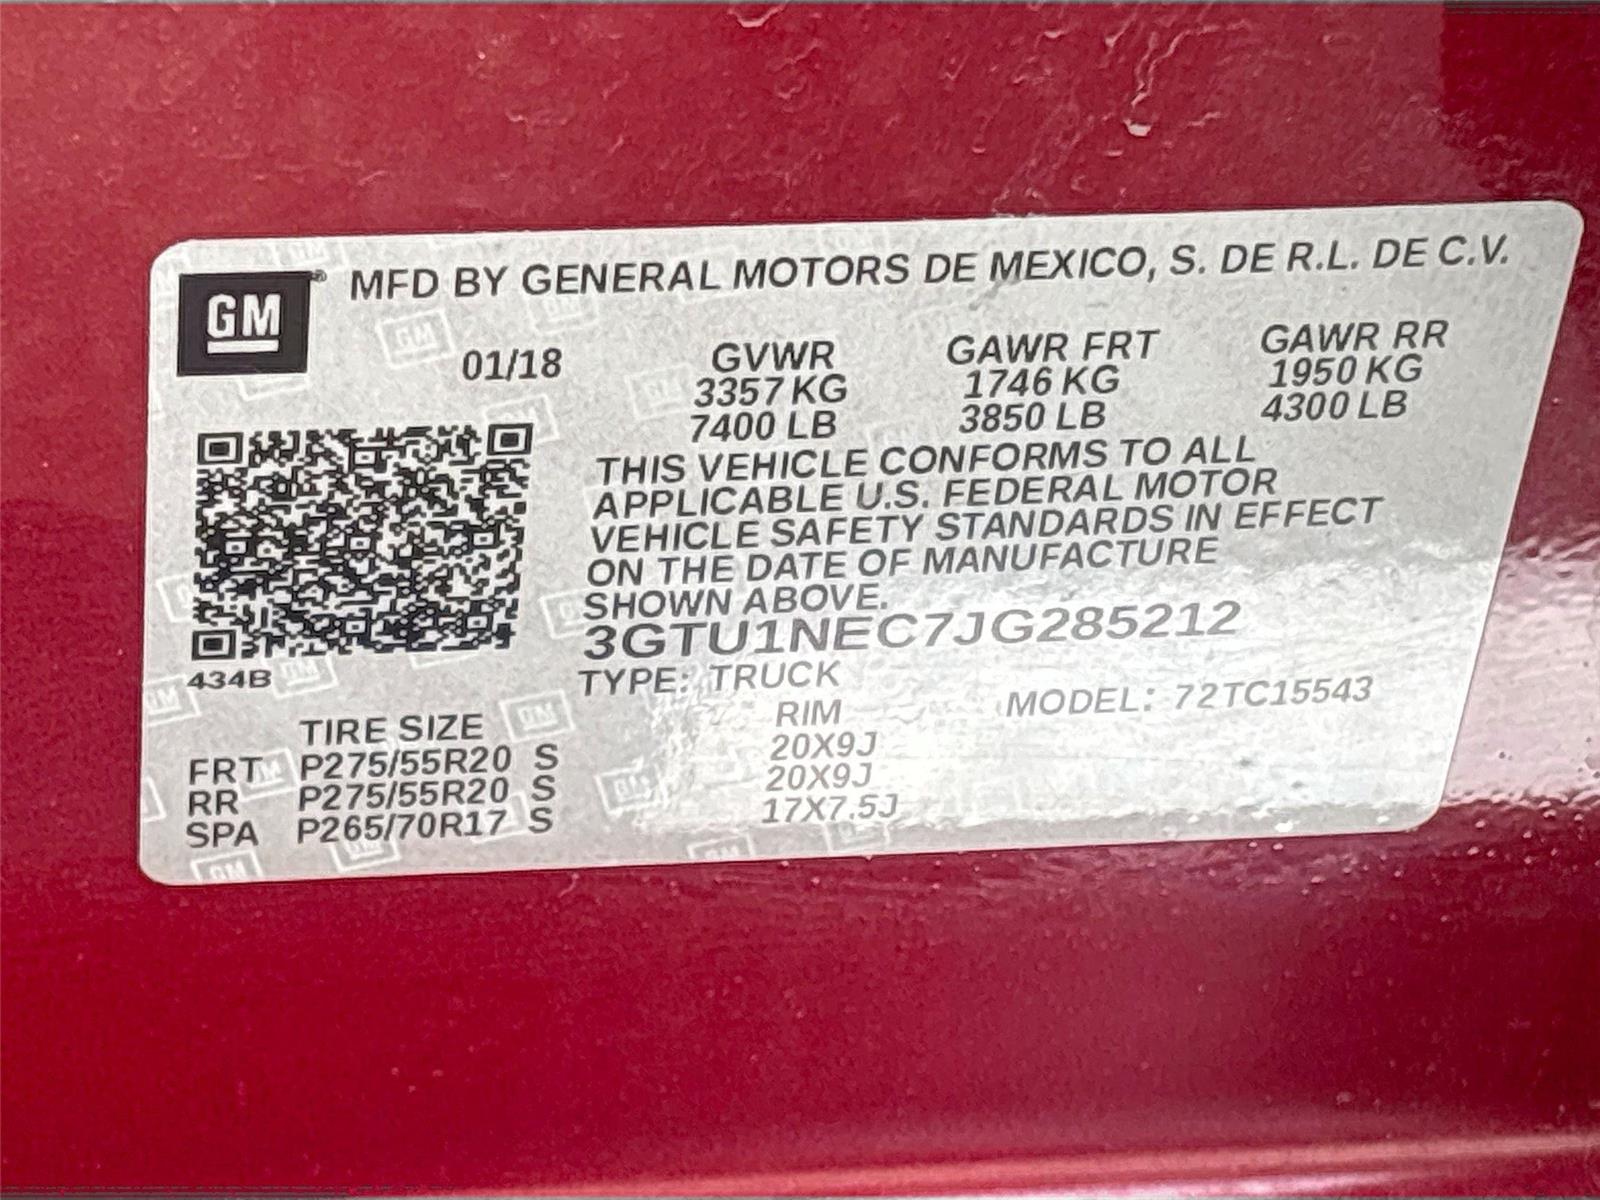 GM
MFD BY GENERAL MOTORS DE MEXICO, S. DE R.L. DE C.V.
01/18 GVWR GAWR FRT GAWR RR
3357 KG 1746 KG 1950 KG
7400 LB 3850 LB 4300 LB
THIS VEHICLE CONFORMS TO ALL
APPLICABLE U.S. FEDERAL MOTOR
VEHICLE SAFETY STANDARDS IN EFFECT
ON THE DATE OF MANUFACTURE
SHOWN ABOVE.
3GTU1NEC7JG285212
434B
TYPE: TRUCK MODEL: 72TC15543
TIRE SIZE RIM
FRT P275/55R20 S 20X9J
RR P275/55R20 S 20X9J
SPA P265/70R17 S 17X7.5J